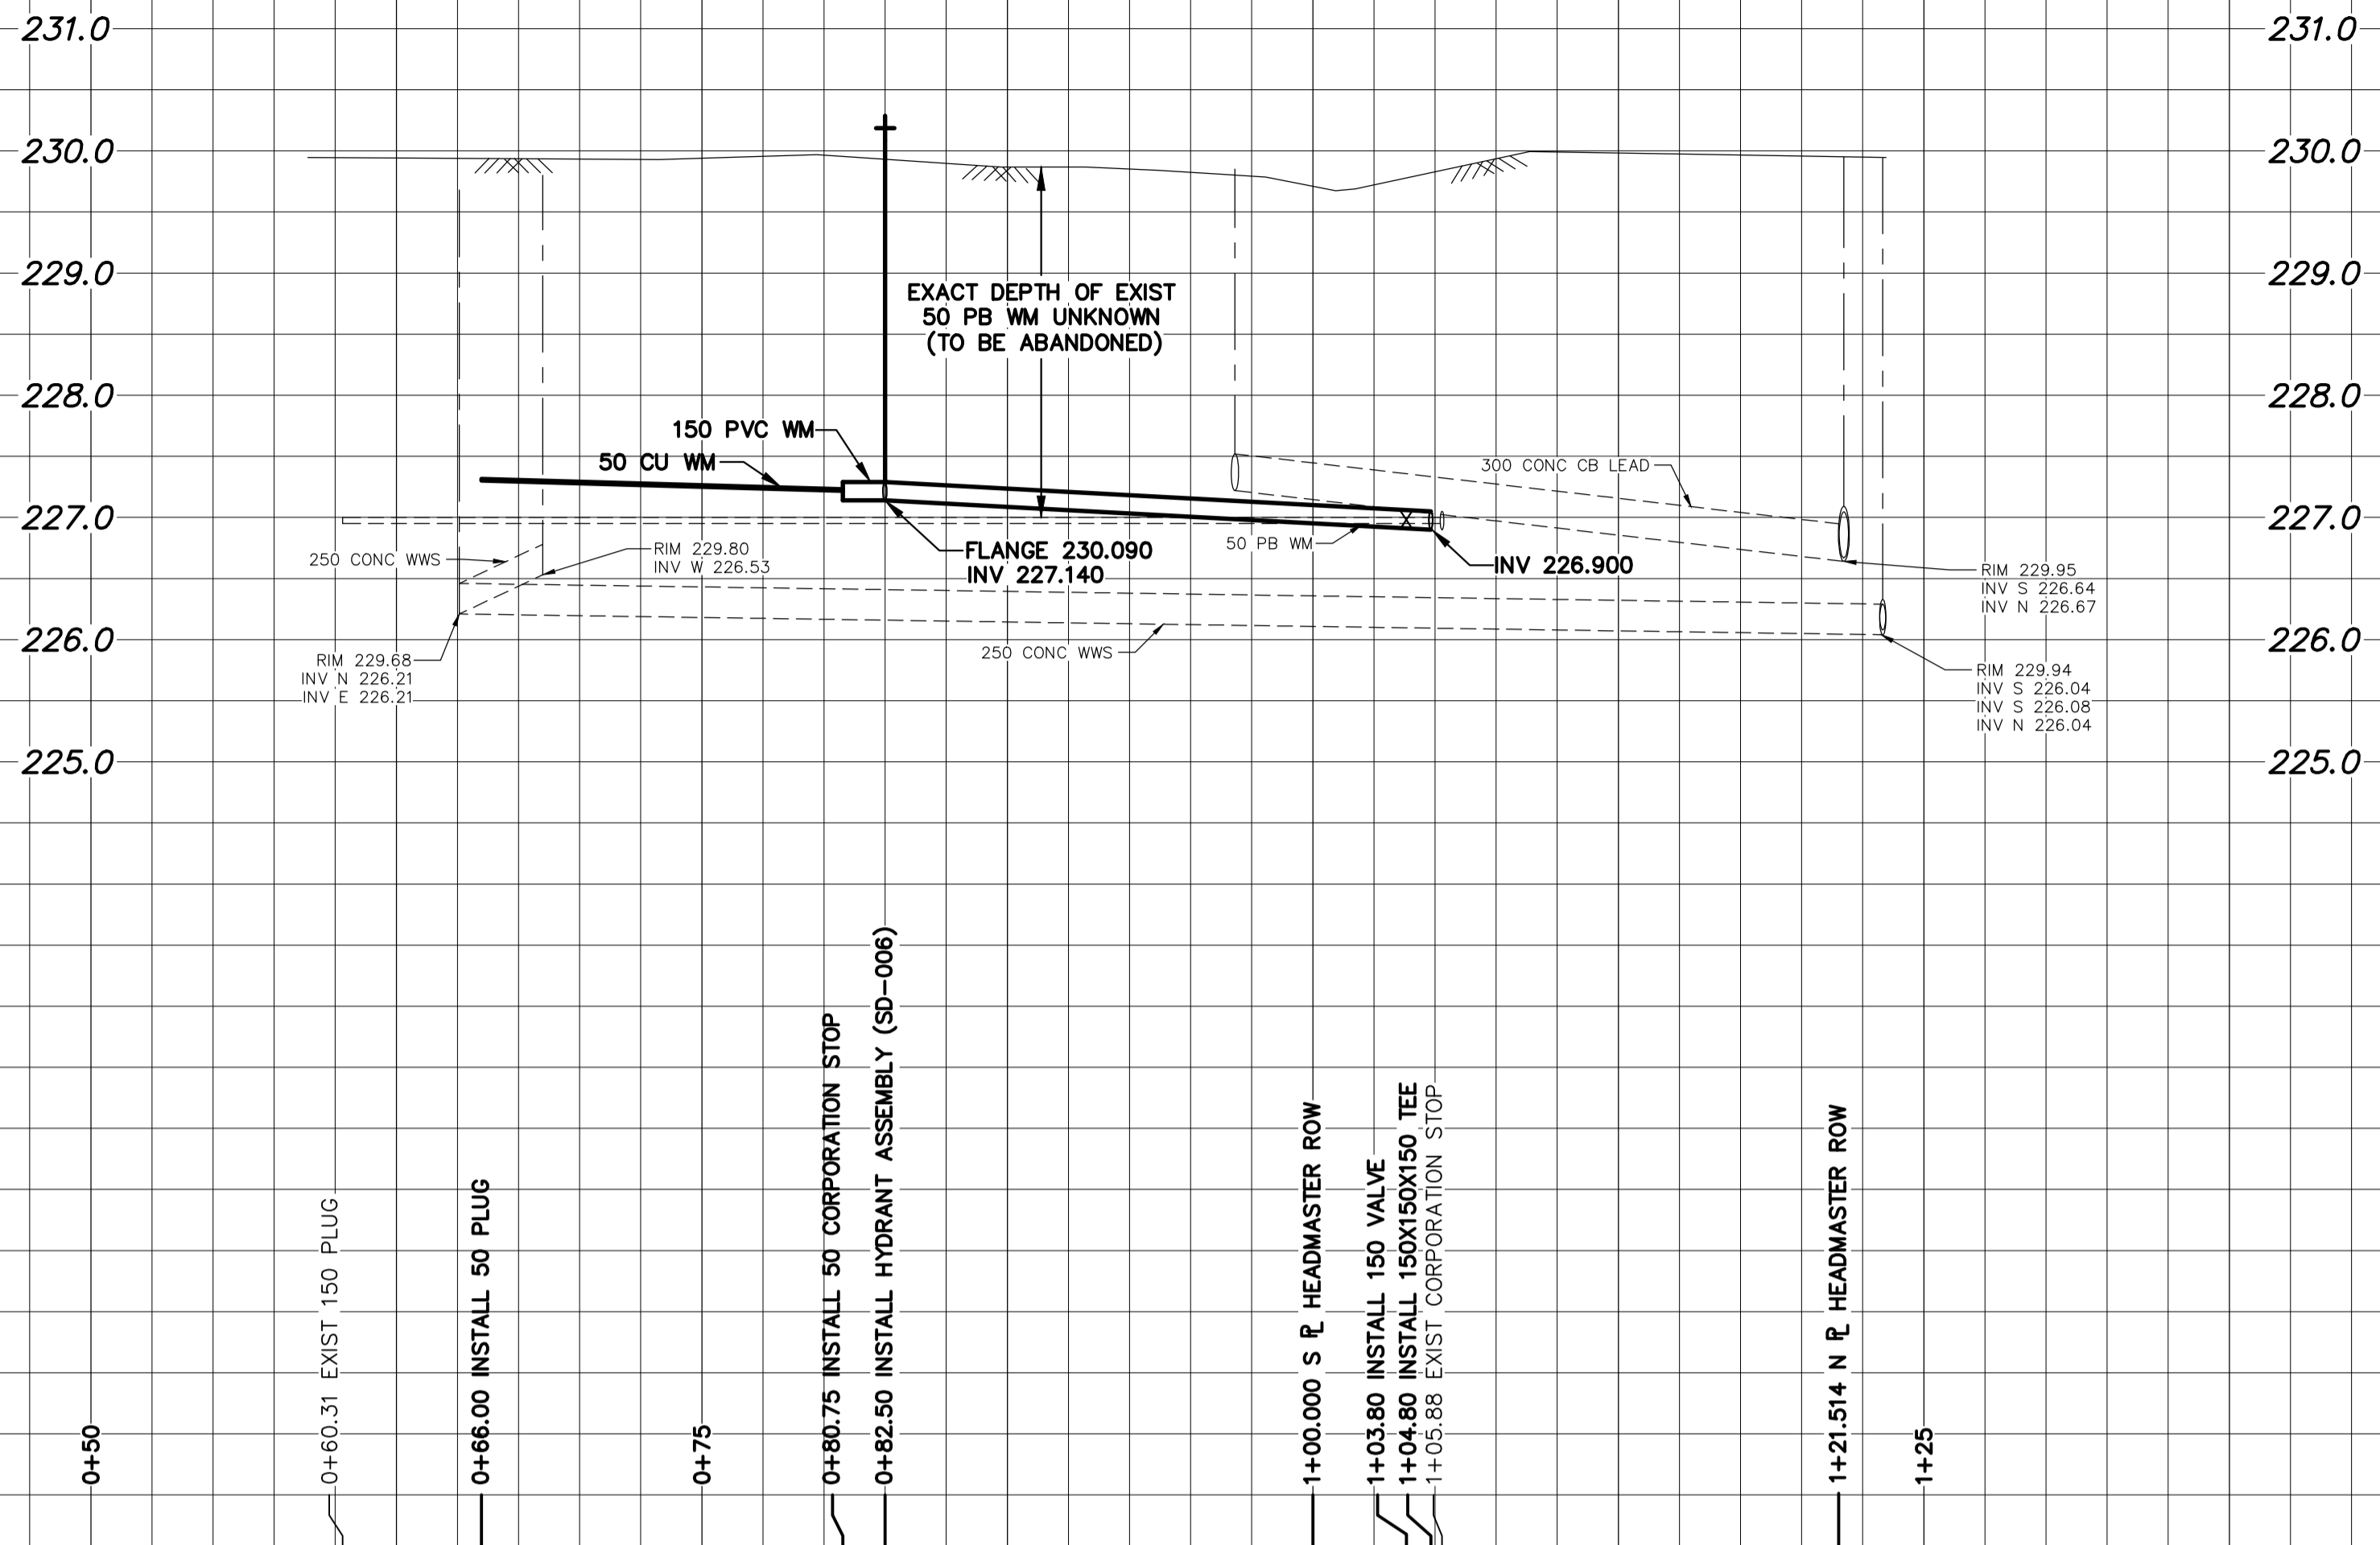 231.0
231.0
230.0
230.0
229.0
229.0
EXACT DEPTH OF EXIST
50 PB WM UNKNOWN
(TO BE ABANDONED)
228.0
228.0
150 PVC WM
50 CU WM
300 CONC CB LEAD
227.0
227.0
250 CONC WWS
RIM 229.80
INV W 226.53
FLANGE 230.090
INV 227.140
50 PB WM
INV 226.900
RIM 229.95
INV S 226.64
INV N 226.67
226.0
226.0
RIM 229.68
INV N 226.21
INV E 226.21
250 CONC WWS
RIM 229.94
INV S 226.04
INV S 226.08
INV N 226.04
225.0
225.0
0+50
0+60.31 EXIST 150 PLUG
0+66.00 INSTALL 50 PLUG
0+75
0+80.75 INSTALL 50 CORPORATION STOP
0+82.50 INSTALL HYDRANT ASSEMBLY (SD-006)
1+00.000 S PL HEADMASTER ROW
1+03.80 INSTALL 150 VALVE
1+04.80 INSTALL 150X150X150 TEE
1+05.88 EXIST CORPORATION STOP
1+21.514 N PL HEADMASTER ROW
1+25